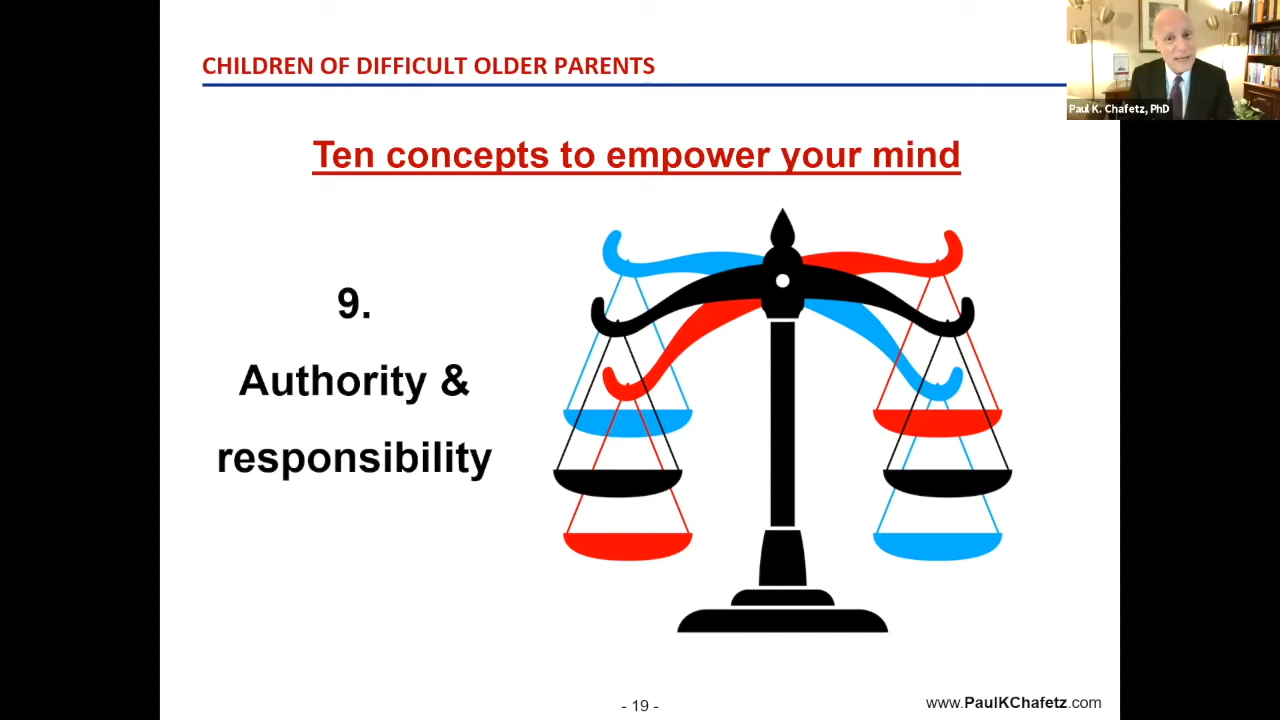 CHILDREN OF DIFFICULT OLDER PARENTS
Paul K. Chafetz, PhD
Ten concepts to empower your mind
9.
Authority &
responsibility
- 19 -
www.PaulKChafetz.com